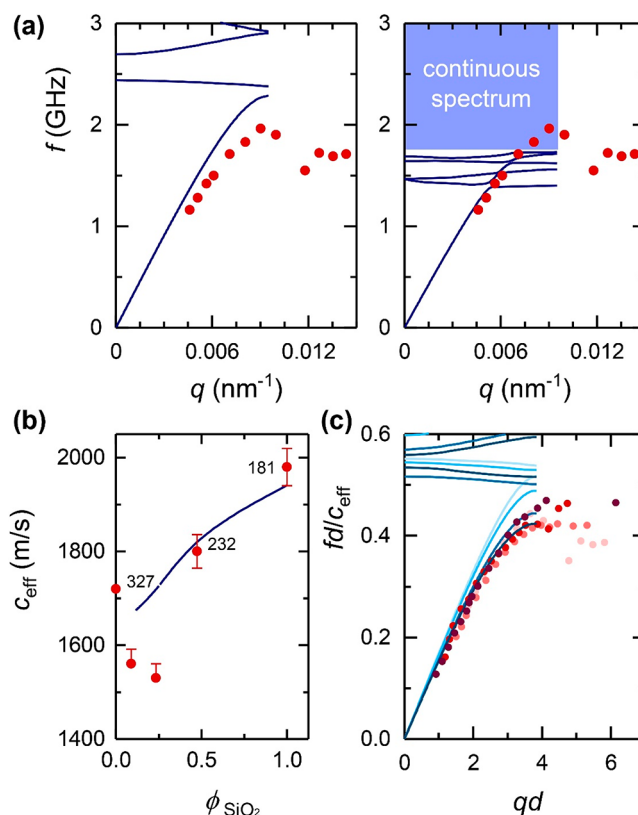 (a)
3
2
1
0
f (GHz)
0
0.006
0.012
q (nm⁻¹)
3
2
1
0
continuous
spectrum
0
0.006
0.012
q (nm⁻¹)
(b)
2000
1800
1600
1400
c_eff (m/s)
181
232
327
0.0
0.5
1.0
ϕ_SiO₂
(c)
0.6
0.4
0.2
0.0
fd/c_eff
0
2
4
6
qd